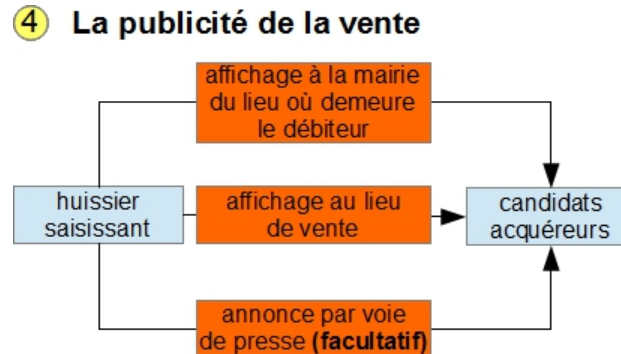 4 La publicité de la vente
affichage à la mairie
du lieu où demeure
le débiteur
huissier
saisissant
affichage au lieu
de vente
candidats
acquéreurs
annonce par voie
de presse (facultatif)